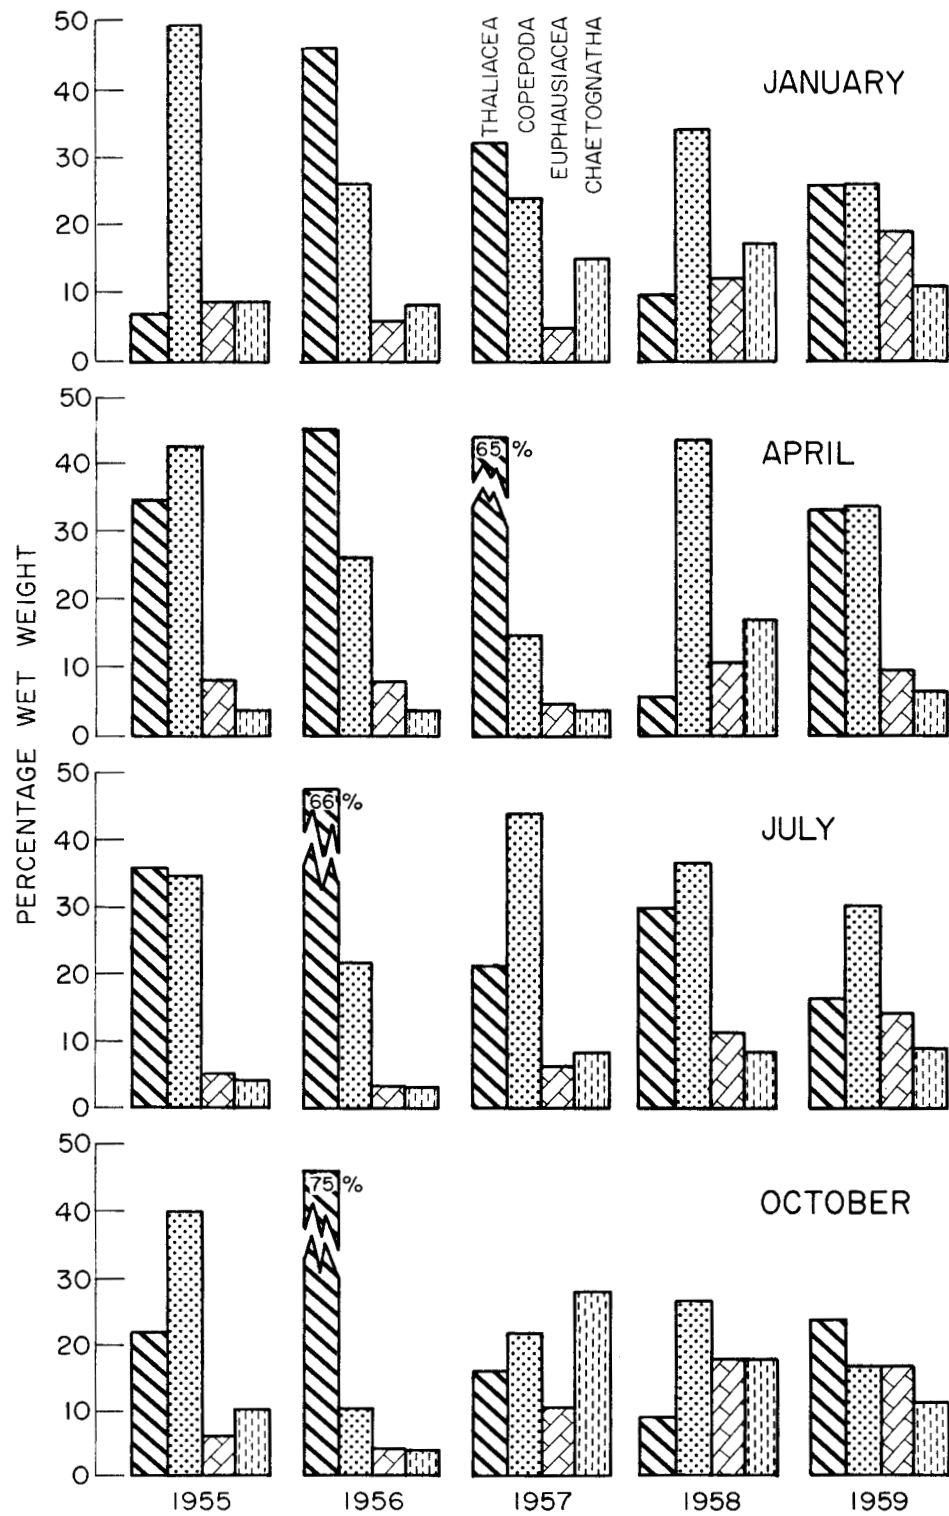 50
40
30
20
10
0
THALIACEA
COPEPODA
EUPHAUSIACEA
CHAETOGNATHA
JANUARY
50
40
30
20
10
0
65 %
APRIL
PERCENTAGE WET WEIGHT
50
40
30
20
10
0
66 %
JULY
50
40
30
20
10
0
75 %
OCTOBER
1955 1956 1957 1958 1959